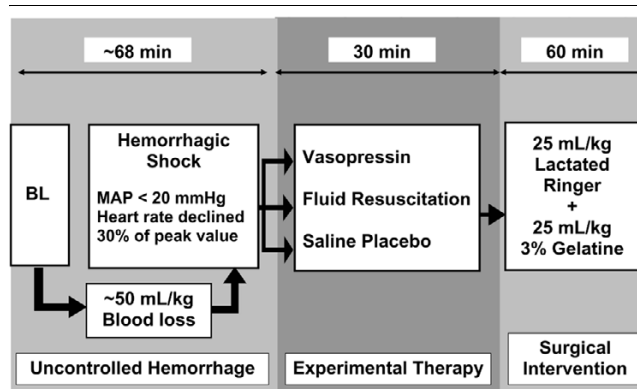 ~68 min
30 min
60 min
BL
Hemorrhagic
Shock
MAP < 20 mmHg
Heart rate declined
30% of peak value
~50 mL/kg
Blood loss
Vasopressin
Fluid Resuscitation
Saline Placebo
25 mL/kg
Lactated
Ringer
+
25 mL/kg
3% Gelatine
Uncontrolled Hemorrhage
Experimental Therapy
Surgical
Intervention